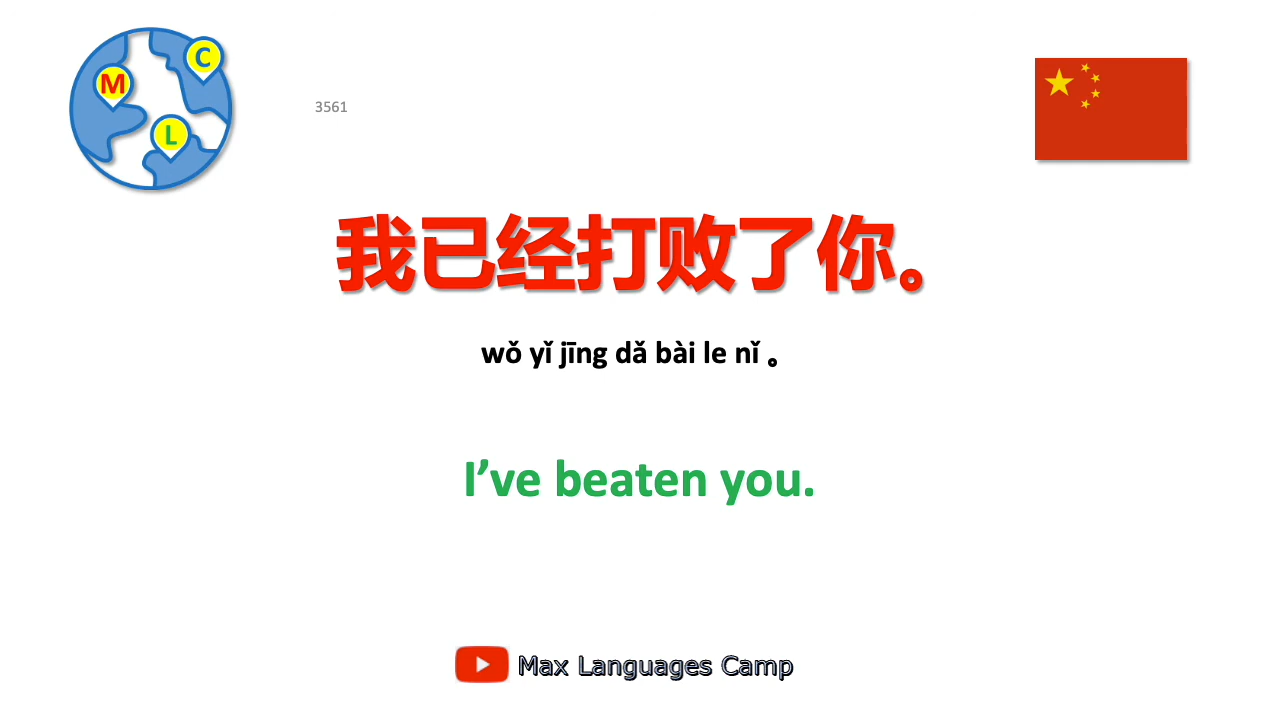 M
C
L
3561
我已经打败了你。
wǒ yǐ jīng dǎ bài le nǐ 。
I’ve beaten you.
Max Languages Camp